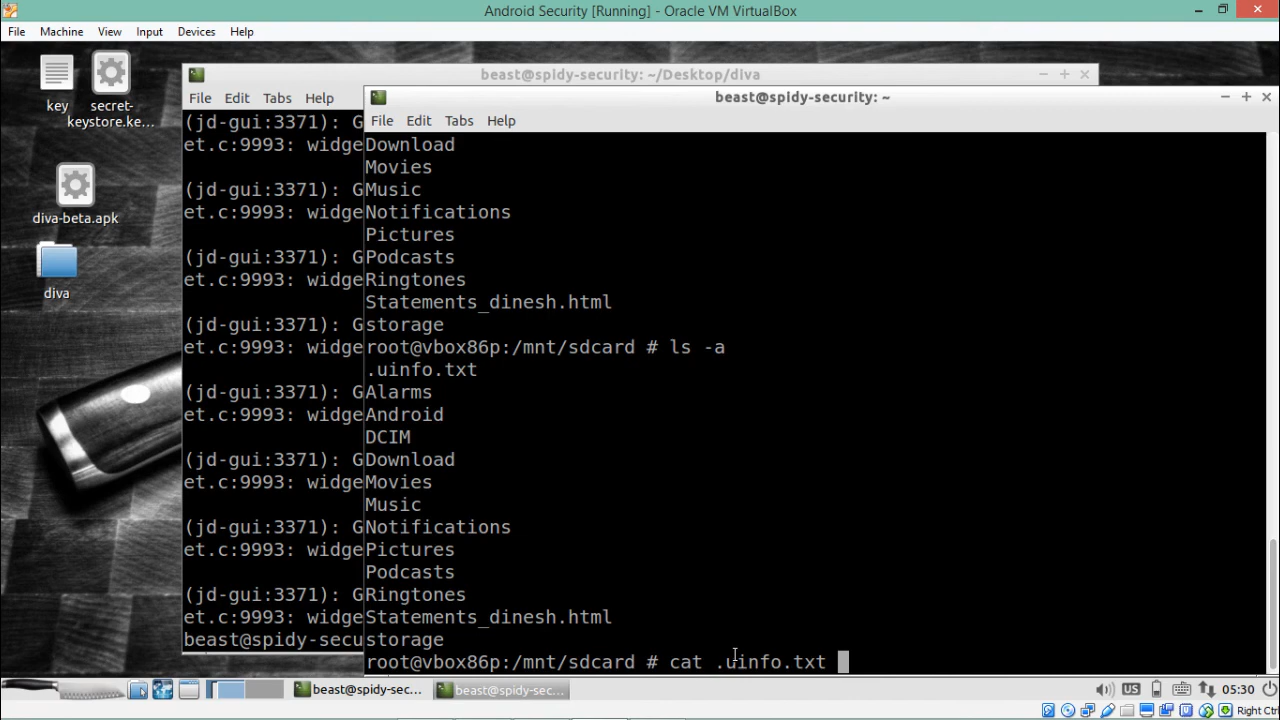 Android Security [Running] - Oracle VM VirtualBox
File Machine View Input Devices Help
key
secret-
keystore.ke...
diva-beta.apk
diva
beast@spidy-security: ~/Desktop/diva
File Edit Tabs Help
(jd-gui:3371): G
et.c:9993: widge
(jd-gui:3371): G
et.c:9993: widge
(jd-gui:3371): G
et.c:9993: widge
(jd-gui:3371): G
et.c:9993: widge
(jd-gui:3371): G
et.c:9993: widge
(jd-gui:3371): G
et.c:9993: widge
(jd-gui:3371): G
et.c:9993: widge
(jd-gui:3371): G
et.c:9993: widge
beast@spidy-secu
beast@spidy-security: ~
File Edit Tabs Help
Download
Movies
Music
Notifications
Pictures
Podcasts
Ringtones
Statements_dinesh.html
storage
root@vbox86p:/mnt/sdcard # ls -a
.uinfo.txt
Alarms
Android
DCIM
Download
Movies
Music
Notifications
Pictures
Podcasts
Ringtones
Statements_dinesh.html
storage
root@vbox86p:/mnt/sdcard # cat .uinfo.txt
beast@spidy-sec... beast@spidy-sec... US 05:30
Right Ctrl